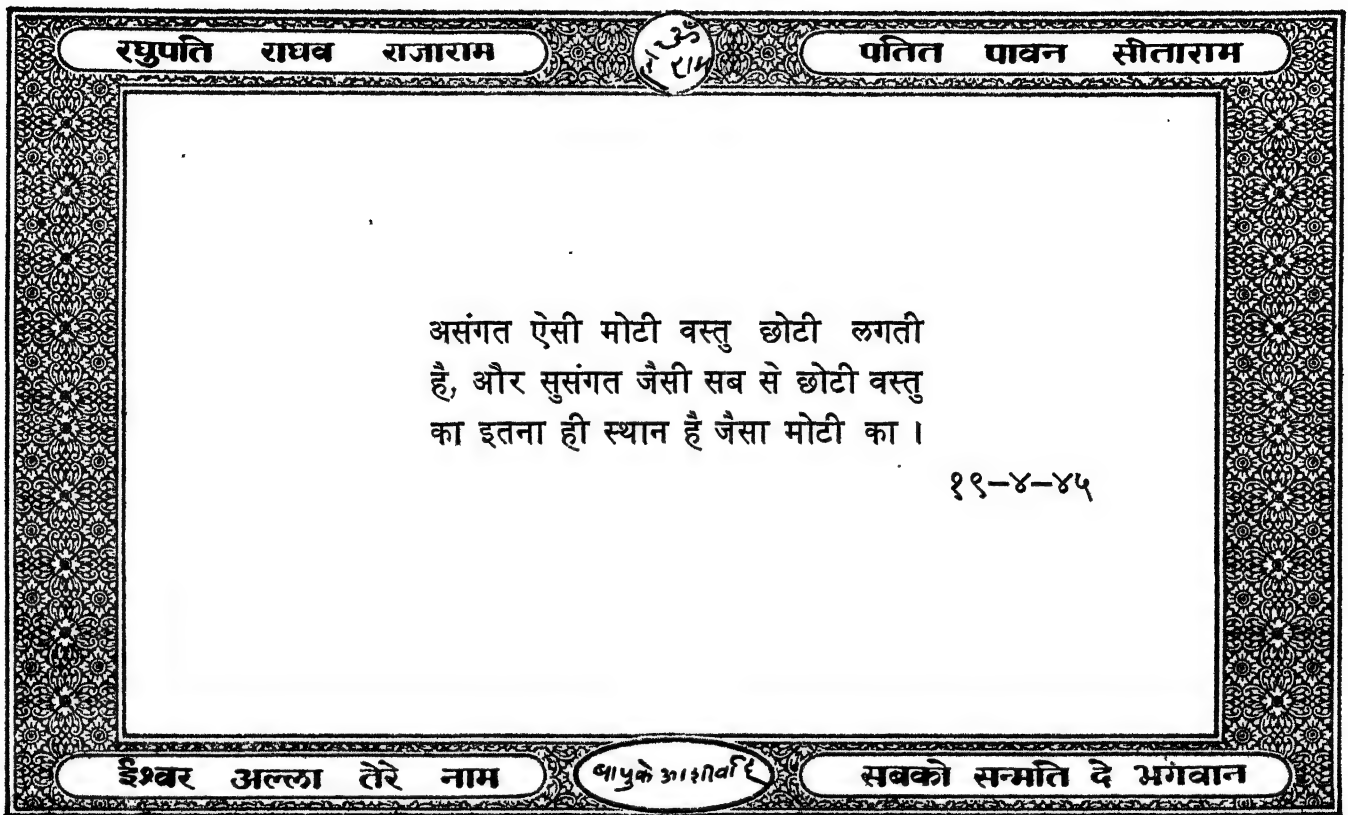 रघुपति राघव राजाराम
हे ॐ राम
पतित पावन सीताराम
असंगत ऐसी मोटी वस्तु छोटी लगती
है, और सुसंगत जैसी सब से छोटी वस्तु
का इतना ही स्थान है जैसा मोटी का ।
१९–४–४५
ईश्वर अल्ला तेरे नाम
बापुके आशीर्वाद
सबको सन्मति दे भगवान